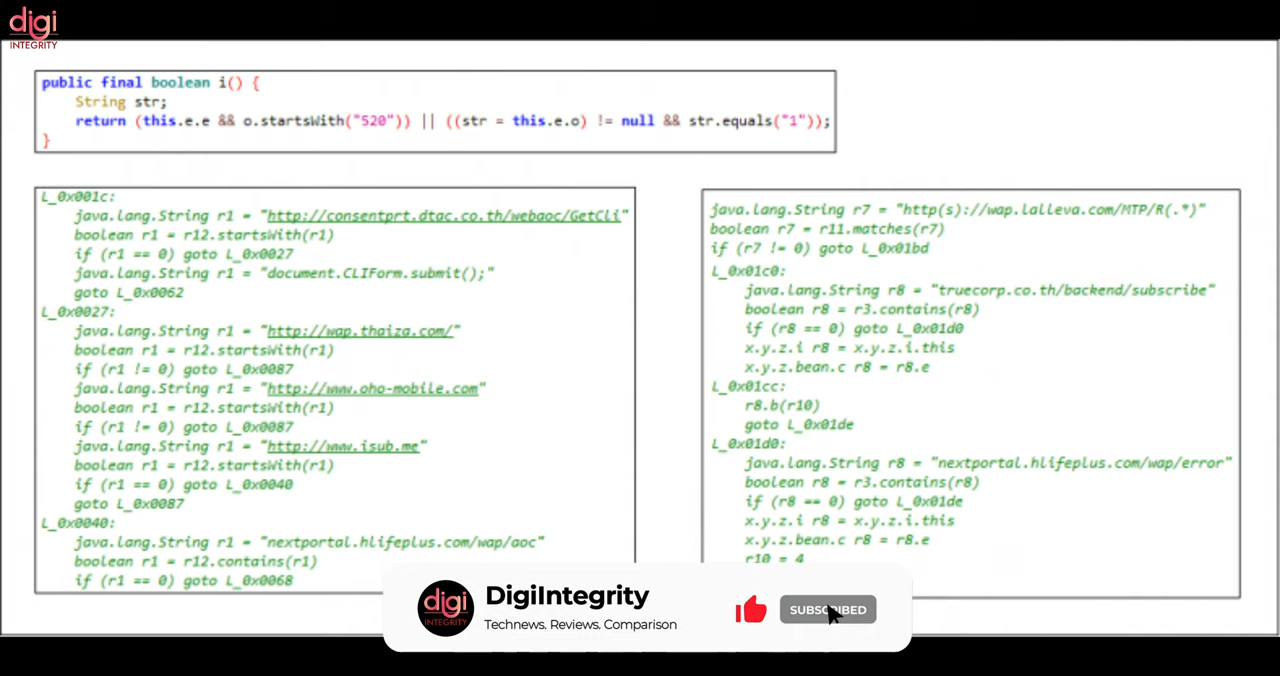 digi
INTEGRITY
public final boolean i() {
String str;
return (this.e.e && o.startsWith("520")) || ((str = this.e.o) != null && str.equals("1"));
}
L_0x001c:
java.lang.String r1 = "http://consentprt.dtac.co.th/webaoc/GetCli"
boolean r1 = r12.startsWith(r1)
if (r1 == 0) goto L_0x0027
java.lang.String r1 = "document.CLIForm.submit();"
goto L_0x0062
L_0x0027:
java.lang.String r1 = "http://wap.thaiza.com/"
boolean r1 = r12.startsWith(r1)
if (r1 != 0) goto L_0x0087
java.lang.String r1 = "http://www.oho-mobile.com"
boolean r1 = r12.startsWith(r1)
if (r1 != 0) goto L_0x0087
java.lang.String r1 = "http://www.isub.me"
boolean r1 = r12.startsWith(r1)
if (r1 == 0) goto L_0x0040
goto L_0x0087
L_0x0040:
java.lang.String r1 = "nextportal.hlifeplus.com/wap/aoc"
boolean r1 = r12.contains(r1)
if (r1 == 0) goto L_0x0068
java.lang.String r7 = "http(s)://wap.lalleva.com/MTP/R(.*)"
boolean r7 = r11.matches(r7)
if (r7 != 0) goto L_0x01bd
L_0x01c0:
java.lang.String r8 = "truecorp.co.th/backend/subscribe"
boolean r8 = r3.contains(r8)
if (r8 == 0) goto L_0x01d0
x.y.z.i r8 = x.y.z.i.this
x.y.z.bean.c r8 = r8.e
L_0x01cc:
r8.b(r10)
goto L_0x01de
L_0x01d0:
java.lang.String r8 = "nextportal.hlifeplus.com/wap/error"
boolean r8 = r3.contains(r8)
if (r8 == 0) goto L_0x01de
x.y.z.i r8 = x.y.z.i.this
x.y.z.bean.c r8 = r8.e
r10 = 4
digi
INTEGRITY
DigiIntegrity
Technews. Reviews. Comparison
SUBSCRIBED